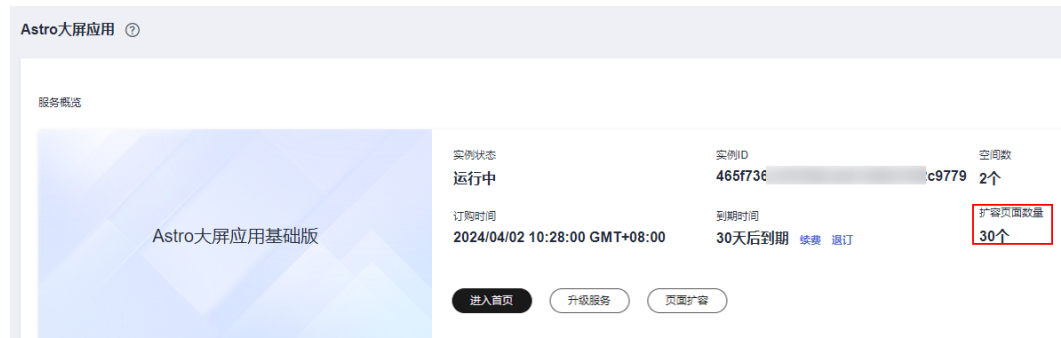 Astro大屏应用
服务概览
Astro大屏应用基础版
实例状态
运行中
实例ID
465f736
c9779
空间数
2个
订购时间
2024/04/02 10:28:00 GMT+08:00
到期时间
30天后到期 续费 退订
扩容页面数量
30个
进入首页 升级服务 页面扩容